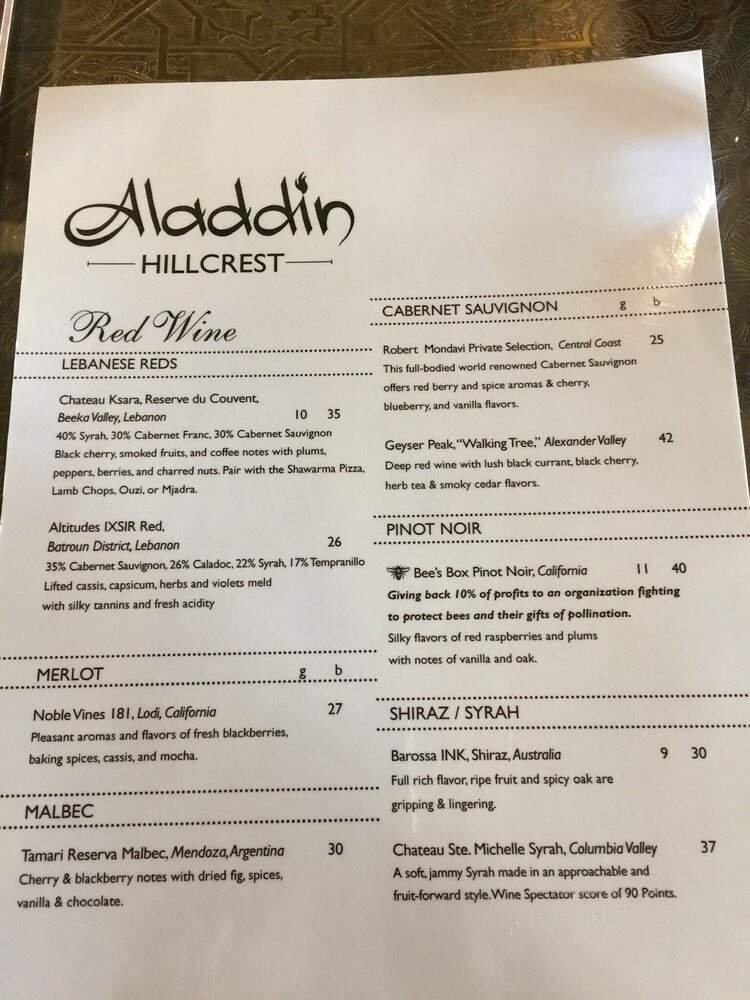 Aladdin
HILLCREST
Red Wine
LEBANESE REDS
Chateau Ksara, Reserve du Couvent,
Beeka Valley, Lebanon 10 35
40% Syrah, 30% Cabernet Franc, 30% Cabernet Sauvignon
Black cherry, smoked fruits, and coffee notes with plums,
peppers, berries, and charred nuts. Pair with the Shawarma Pizza,
Lamb Chops, Ouzi, or Mjadra.
Altitudes IXSIR Red,
Batroun District, Lebanon 26
35% Cabernet Sauvignon, 26% Caladoc, 22% Syrah, 17% Tempranillo
Lifted cassis, capsicum, herbs and violets meld
with silky tannins and fresh acidity
MERLOT g b
Noble Vines 181, Lodi, California 27
Pleasant aromas and flavors of fresh blackberries,
baking spices, cassis, and mocha.
MALBEC
Tamari Reserva Malbec, Mendoza, Argentina 30
Cherry & blackberry notes with dried fig, spices,
vanilla & chocolate.
CABERNET SAUVIGNON g b
Robert Mondavi Private Selection, Central Coast 25
This full-bodied world renowned Cabernet Sauvignon
offers red berry and spice aromas & cherry,
blueberry, and vanilla flavors.
Geyser Peak, "Walking Tree," Alexander Valley 42
Deep red wine with lush black currant, black cherry,
herb tea & smoky cedar flavors.
PINOT NOIR
Bee's Box Pinot Noir, California 11 40
Giving back 10% of profits to an organization fighting
to protect bees and their gifts of pollination.
Silky flavors of red raspberries and plums
with notes of vanilla and oak.
SHIRAZ / SYRAH
Barossa INK, Shiraz, Australia 9 30
Full rich flavor, ripe fruit and spicy oak are
gripping & lingering.
Chateau Ste. Michelle Syrah, Columbia Valley 37
A soft, jammy Syrah made in an approachable and
fruit-forward style. Wine Spectator score of 90 Points.